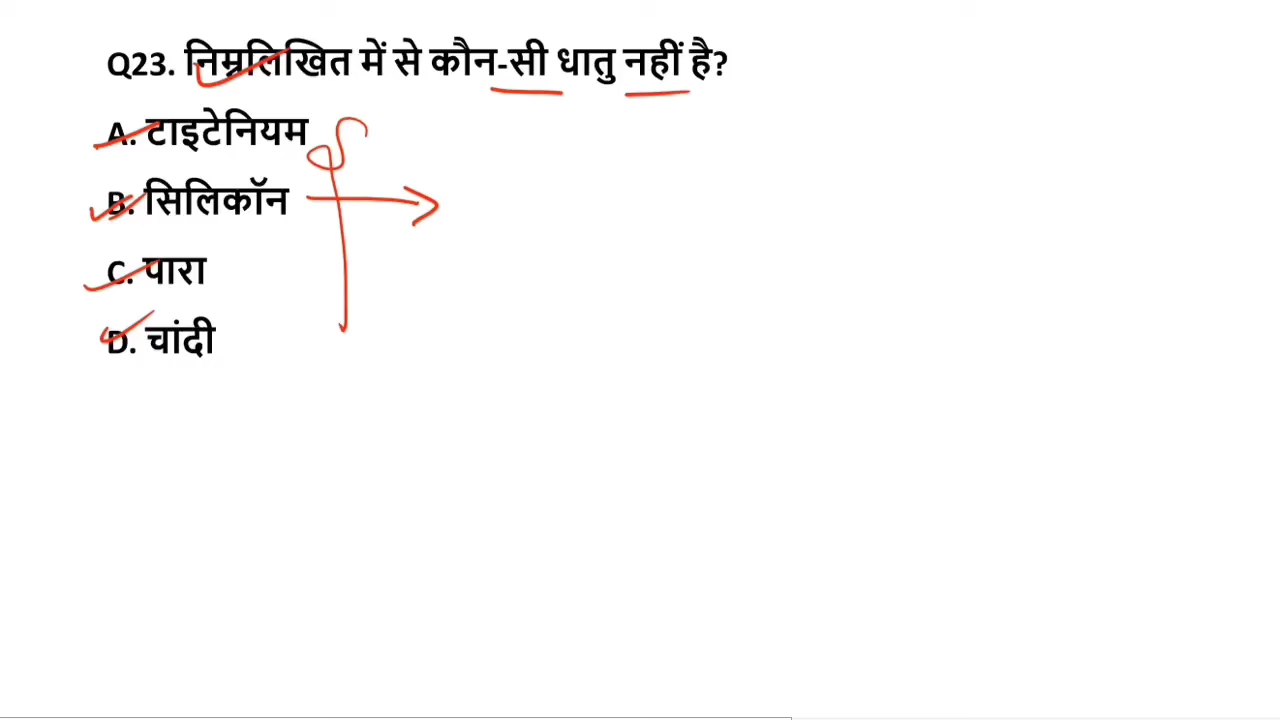 Q23. निम्नलिखित में से कौन-सी धातु नहीं है?
A. टाइटेनियम
B. सिलिकॉन
C. पारा
D. चांदी